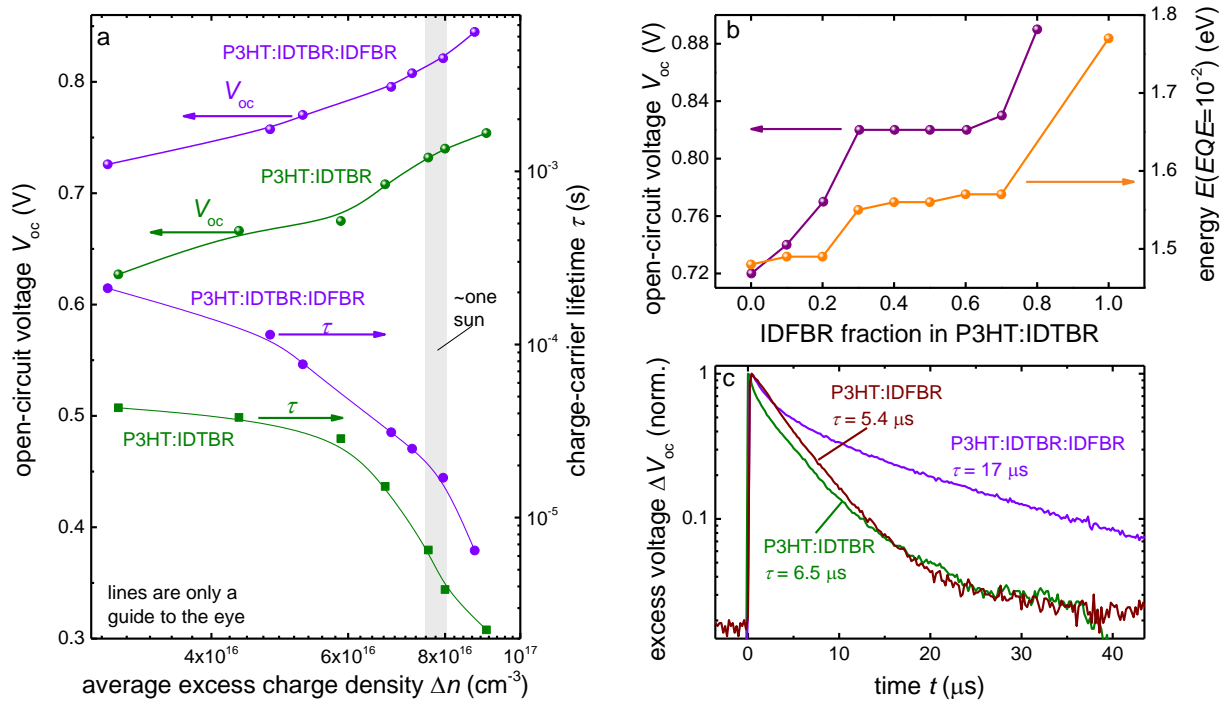 a
P3HT:IDTBR:IDFBR
V_oc
P3HT:IDTBR
V_oc
P3HT:IDTBR:IDFBR
τ
~one
sun
τ
P3HT:IDTBR
lines are only a
guide to the eye
open-circuit voltage V_oc (V)
0.8
0.7
0.6
0.5
0.4
0.3
charge-carrier lifetime τ (s)
10⁻³
10⁻⁴
10⁻⁵
4x10¹⁶
6x10¹⁶
8x10¹⁶
10¹⁷
average excess charge density Δn (cm⁻³)
b
open-circuit voltage V_oc (V)
0.88
0.84
0.80
0.76
0.72
energy E(EQE=10⁻²) (eV)
1.8
1.7
1.6
1.5
0.0
0.2
0.4
0.6
0.8
1.0
IDFBR fraction in P3HT:IDTBR
c
P3HT:IDFBR
τ = 5.4 μs
P3HT:IDTBR:IDFBR
τ = 17 μs
P3HT:IDTBR
τ = 6.5 μs
excess voltage ΔV_oc (norm.)
1
0.1
0
10
20
30
40
time t (μs)